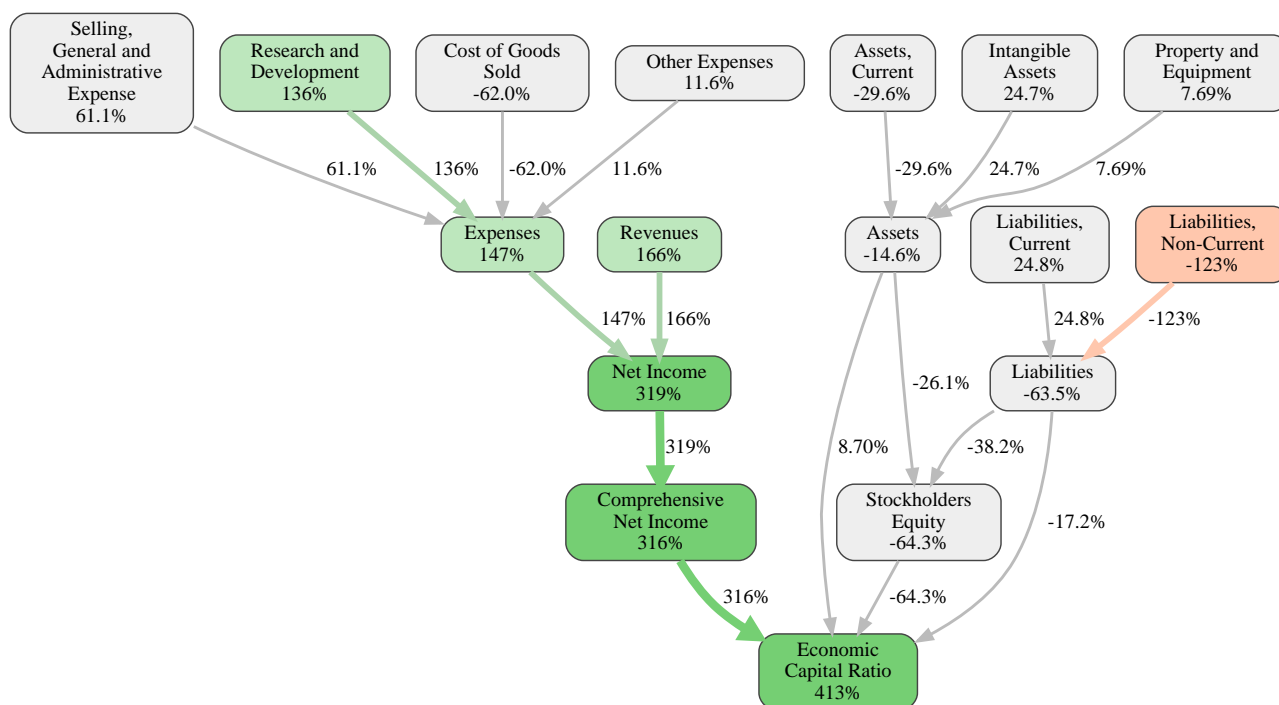 Selling,
General and
Administrative
Expense
61.1%
Research and
Development
136%
Cost of Goods
Sold
-62.0%
Other Expenses
11.6%
Assets,
Current
-29.6%
Intangible
Assets
24.7%
Property and
Equipment
7.69%
61.1%
136%
-62.0%
11.6%
-29.6%
24.7%
7.69%
Expenses
147%
Revenues
166%
Assets
-14.6%
Liabilities,
Current
24.8%
Liabilities,
Non-Current
-123%
147%
166%
24.8%
-123%
Net Income
319%
-26.1%
Liabilities
-63.5%
319%
8.70%
-38.2%
Comprehensive
Net Income
316%
Stockholders
Equity
-64.3%
-17.2%
316%
-64.3%
Economic
Capital Ratio
413%